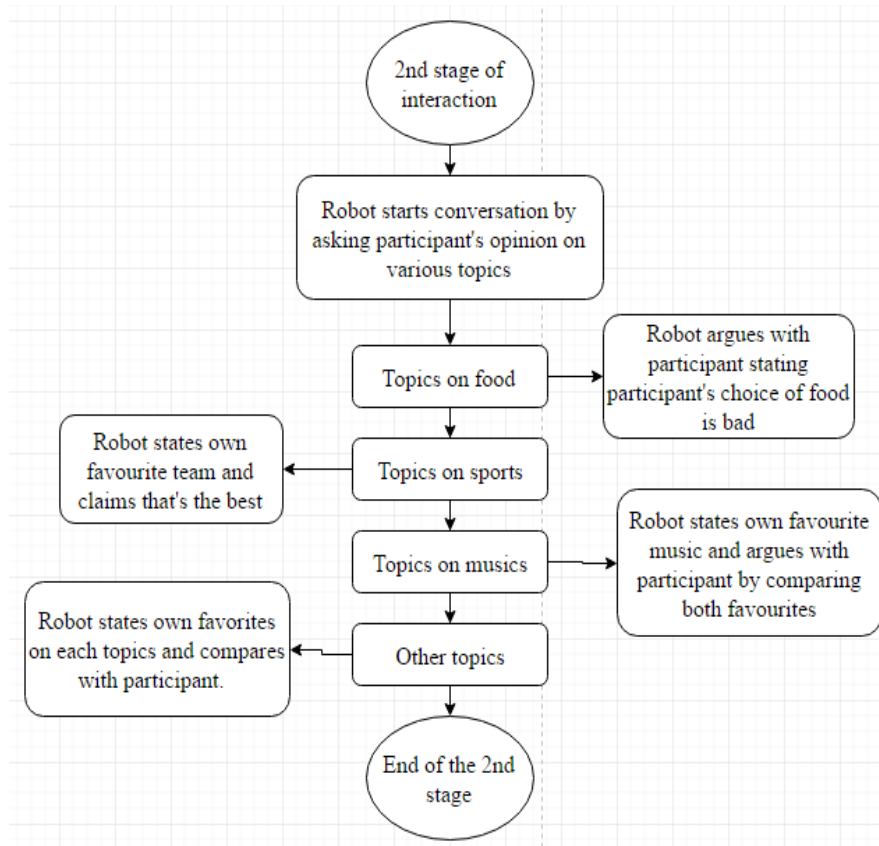 2nd stage of
interaction
Robot starts conversation by
asking participant's opinion on
various topics
Topics on food
Robot argues with
participant stating
participant's choice of food
is bad
Topics on sports
Robot states own
favourite team and
claims that's the best
Topics on musics
Robot states own favourite
music and argues with
participant by comparing
both favourites
Other topics
Robot states own favorites
on each topics and compares
with participant.
End of the 2nd
stage